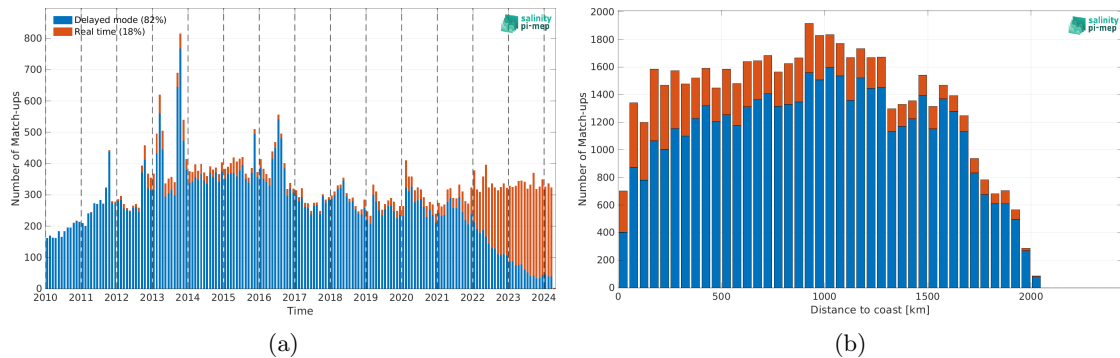 Delayed mode (82%)
Real time (18%)
salinity
pi-mep
Number of Match-ups
800
700
600
500
400
300
200
100
0
2010 2011 2012 2013 2014 2015 2016 2017 2018 2019 2020 2021 2022 2023 2024
Time
(a)
salinity
pi-mep
Number of Match-ups
2000
1800
1600
1400
1200
1000
800
600
400
200
0
0 500 1000 1500 2000
Distance to coast [km]
(b)